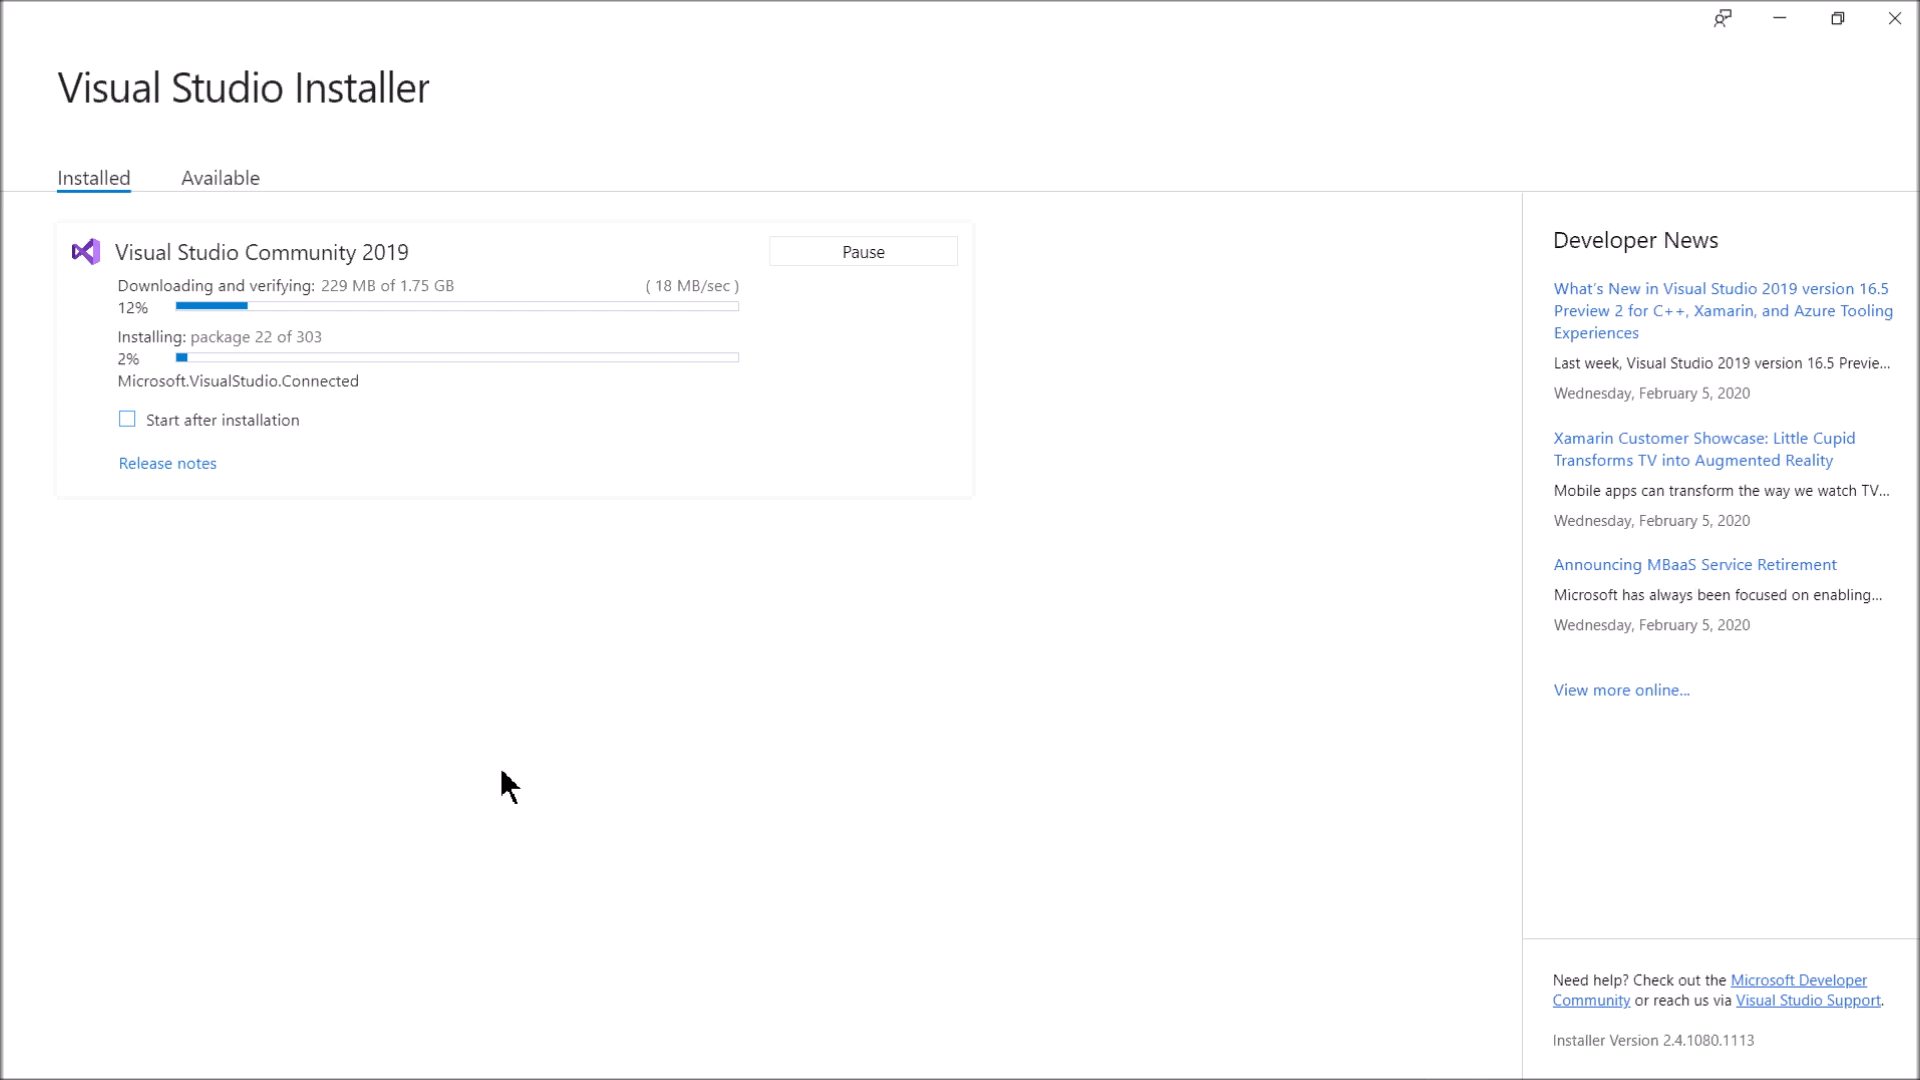 Visual Studio Installer
Installed
Available
Visual Studio Community 2019
Pause
Downloading and verifying: 229 MB of 1.75 GB
( 18 MB/sec )
12%
Installing: package 22 of 303
2%
Microsoft.VisualStudio.Connected
Start after installation
Release notes
Developer News
What's New in Visual Studio 2019 version 16.5
Preview 2 for C++, Xamarin, and Azure Tooling
Experiences
Last week, Visual Studio 2019 version 16.5 Previe...
Wednesday, February 5, 2020
Xamarin Customer Showcase: Little Cupid
Transforms TV into Augmented Reality
Mobile apps can transform the way we watch TV...
Wednesday, February 5, 2020
Announcing MBaaS Service Retirement
Microsoft has always been focused on enabling...
Wednesday, February 5, 2020
View more online...
Need help? Check out the Microsoft Developer
Community or reach us via Visual Studio Support.
Installer Version 2.4.1080.1113